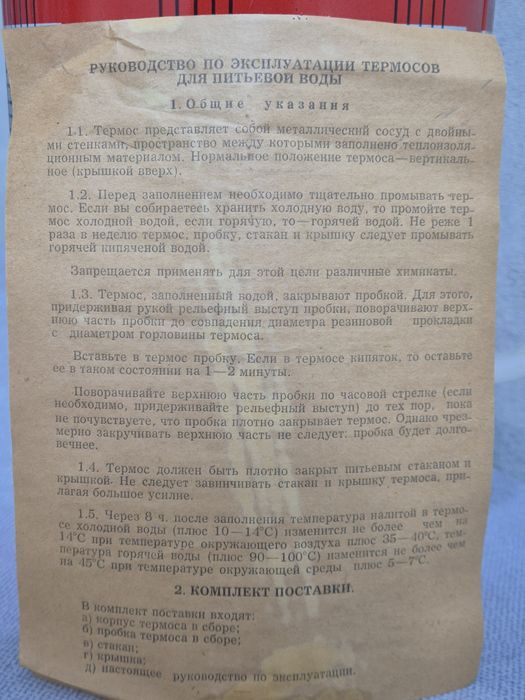 РУКОВОДСТВО ПО ЭКСПЛУАТАЦИИ ТЕРМОСОВ
ДЛЯ ПИТЬЕВОЙ ВОДЫ
1. Общие указания
1.1. Термос представляет собой металлический сосуд с двойны-
ми стенками, пространство между которыми заполнено теплоизоля-
ционным материалом. Нормальное положение термоса—вертикаль-
ное (крышкой вверх).
1.2. Перед заполнением необходимо тщательно промывать тер-
мос. Если вы собираетесь хранить холодную воду, то промойте тер-
мос холодной водой, если горячую, то—горячей водой. Не реже 1
раза в неделю термос, пробку, стакан и крышку следует промывать
горячей кипяченой водой.
Запрещается применять для этой цели различные химикаты.
1.3. Термос, заполненный водой, закрывают пробкой. Для этого,
придерживая рукой рельефный выступ пробки, поворачивают верх-
нюю часть пробки до совпадения диаметра резиновой прокладки
с диаметром горловины термоса.
Вставьте в термос пробку. Если в термосе кипяток, то оставьте
ее в таком состоянии на 1—2 минуты.
Поворачивайте верхнюю часть пробки по часовой стрелке (если
необходимо, придерживайте рельефный выступ) до тех пор, пока
не почувствуете, что пробка плотно закрывает термос. Однако чрез-
мерно закручивать верхнюю часть не следует: пробка будет долго-
вечнее.
1.4. Термос должен быть плотно закрыт питьевым стаканом и
крышкой. Не следует завинчивать стакан и крышку термоса, при-
лагая большое усилие.
1.5. Через 8 ч. после заполнения температура налитой в термо-
се холодной воды (плюс 10—14°С) изменится не более чем на
14°С при температуре окружающего воздуха плюс 35—40°С, тем-
пература горячей воды (плюс 90—100°С) изменится не более чем
на 45°С при температуре окружающей среды плюс 5—7°С.
2. КОМПЛЕКТ ПОСТАВКИ.
В комплект поставки входят:
а) корпус термоса в сборе;
б) пробка термоса в сборе;
в) стакан;
г) крышка;
д) настоящее руководство по эксплуатации.